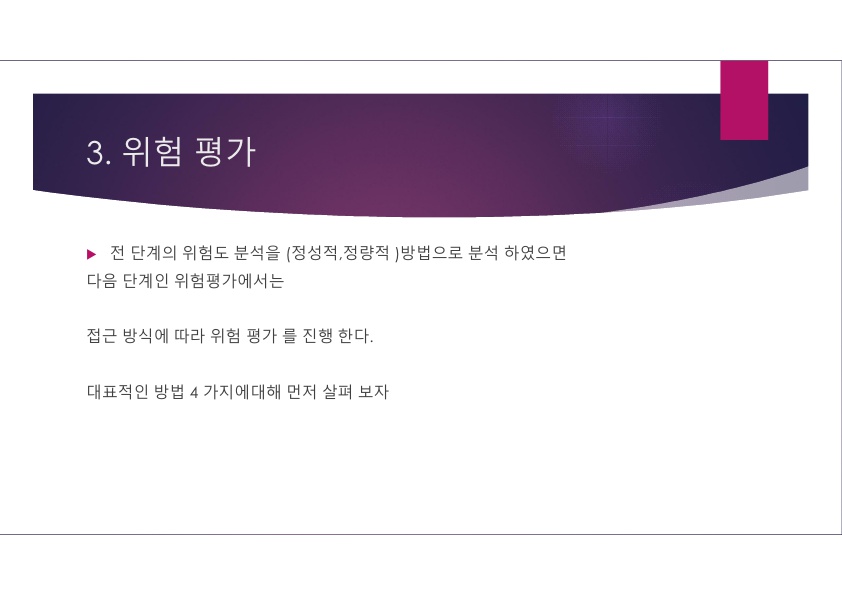 3. 위험 평가
전 단계의 위험도 분석을 (정성적,정량적 )방법으로 분석 하였으면
다음 단계인 위험평가에서는
접근 방식에 따라 위험 평가 를 진행 한다.
대표적인 방법 4 가지에대해 먼저 살펴 보자